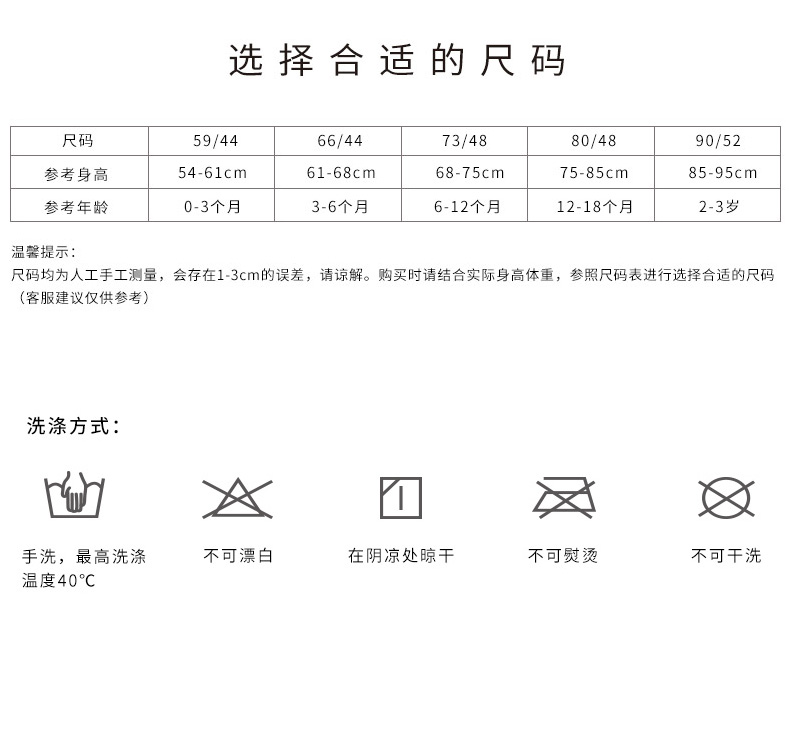 选择合适的尺码
尺码 59/44 66/44 73/48 80/48 90/52
参考身高 54-61cm 61-68cm 68-75cm 75-85cm 85-95cm
参考年龄 0-3个月 3-6个月 6-12个月 12-18个月 2-3岁
温馨提示：
尺码均为人工手工测量，会存在1-3cm的误差，请谅解。购买时请结合实际身高体重，参照尺码表进行选择合适的尺码
（客服建议仅供参考）
洗涤方式：
手洗，最高洗涤
温度40℃
不可漂白
在阴凉处晾干
不可熨烫
不可干洗